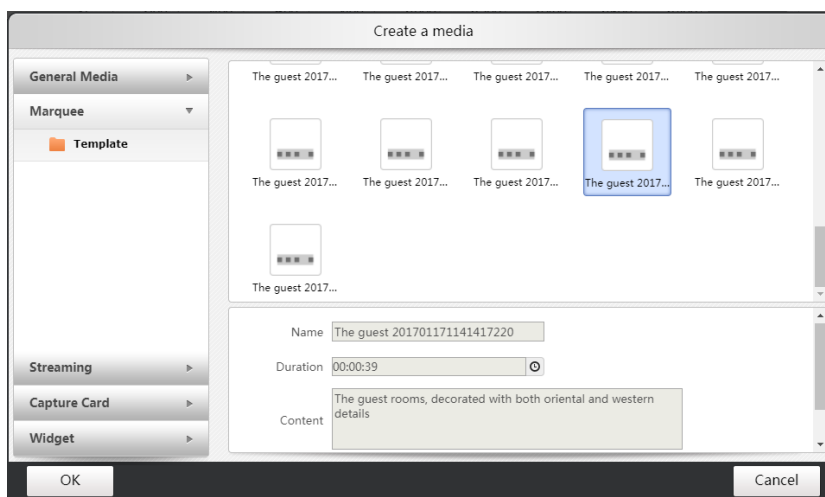 Create a media
General Media
Marquee
Template
Streaming
Capture Card
Widget
The guest 2017... The guest 2017... The guest 2017... The guest 2017... The guest 2017...
The guest 2017... The guest 2017... The guest 2017... The guest 2017... The guest 2017...
The guest 2017...
Name The guest 201701171141417220
Duration 00:00:39
Content The guest rooms, decorated with both oriental and western
details
OK Cancel